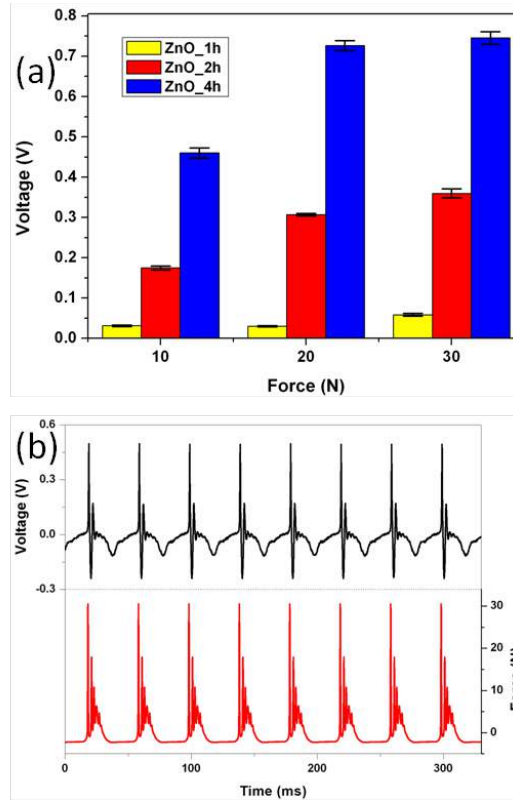 (a)
ZnO_1h
ZnO_2h
ZnO_4h
0.8
0.7
0.6
0.5
0.4
0.3
0.2
0.1
0.0
Voltage (V)
10 20 30
Force (N)
(b)
0.6
0.3
0.0
-0.3
Voltage (V)
30
20
10
0
Force (N)
0 100 200 300
Time (ms)